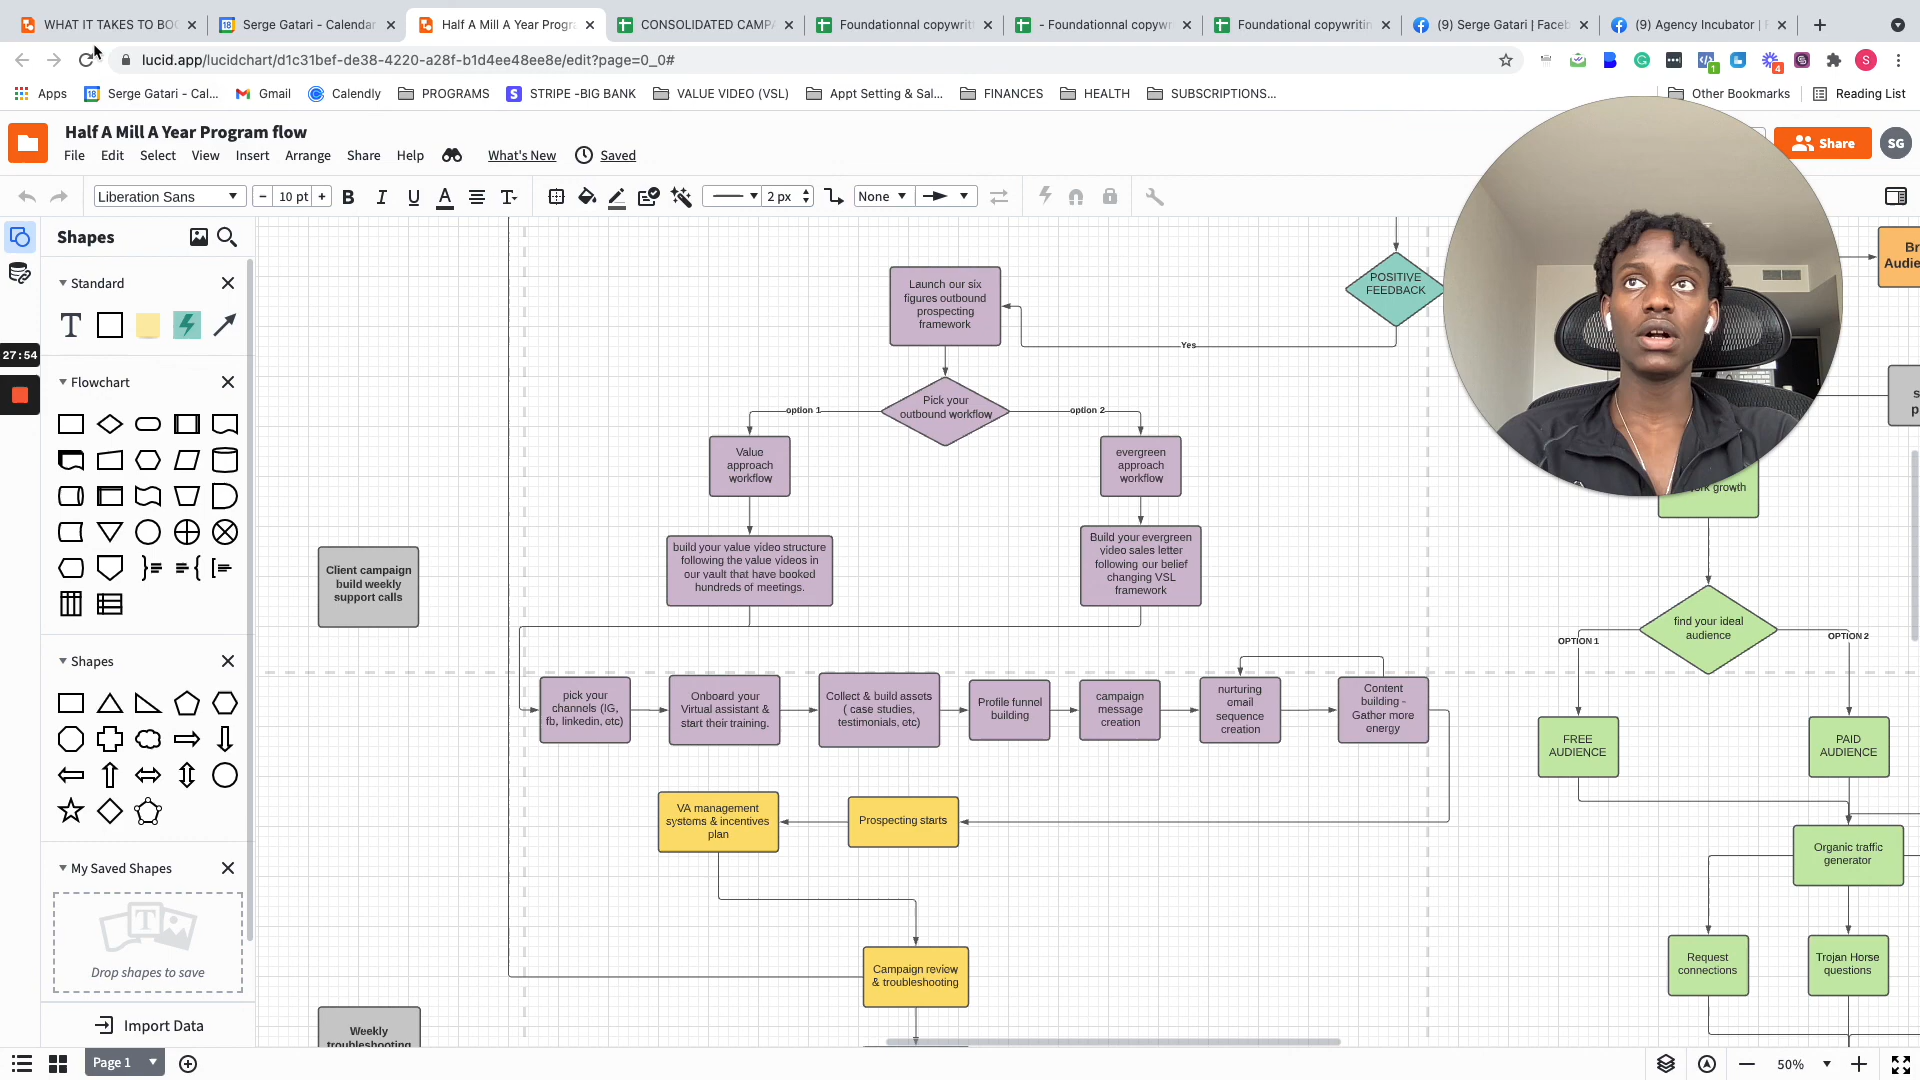 WHAT IT TAKES TO BO
Serge Gatari - Calendar
Half A Mill A Year Progr
CONSOLIDATED CAMPA
Foundationnal copywrit
- Foundationnal copyw
Foundational copywritin
(9) Serge Gatari | Faceb
(9) Agency Incubator |
lucid.app/lucidchart/d1c31bef-de38-4220-a28f-b1d4ee48ee8e/edit?page=0_0#
S
Apps
Serge Gatari - Cal...
Gmail
Calendly
PROGRAMS
STRIPE -BIG BANK
VALUE VIDEO (VSL)
Appt Setting & Sal...
FINANCES
HEALTH
SUBSCRIPTIONS...
Other Bookmarks
Reading List
Half A Mill A Year Program flow
File Edit Select View Insert Arrange Share Help
What's New
Saved
Share
SG
Liberation Sans
10 pt
2 px
None
Shapes
Standard
27:54
Flowchart
Shapes
My Saved Shapes
Drop shapes to save
Import Data
Page 1
50%
Launch our six
figures outbound
prospecting
framework
POSITIVE
FEEDBACK
Yes
Pick your
outbound workflow
option 1
option 2
Value
approach
workflow
evergreen
approach
workflow
build your value video structure
following the value videos in
our vault that have booked
hundreds of meetings.
Build your evergreen
video sales letter
following our belief
changing VSL
framework
Client campaign
build weekly
support calls
pick your
channels (IG,
fb, linkedin, etc)
Onboard your
Virtual assistant &
start their training.
Collect & build assets
( case studies,
testimonials, etc)
Profile funnel
building
campaign
message
creation
nurturing
email
sequence
creation
Content
building -
Gather more
energy
VA management
systems & incentives
plan
Prospecting starts
Campaign review
& troubleshooting
Weekly
troubleshooting
Br
Audie
s
p
growth
find your ideal
audience
OPTION 1
OPTION 2
FREE
AUDIENCE
PAID
AUDIENCE
Organic traffic
generator
Request
connections
Trojan Horse
questions